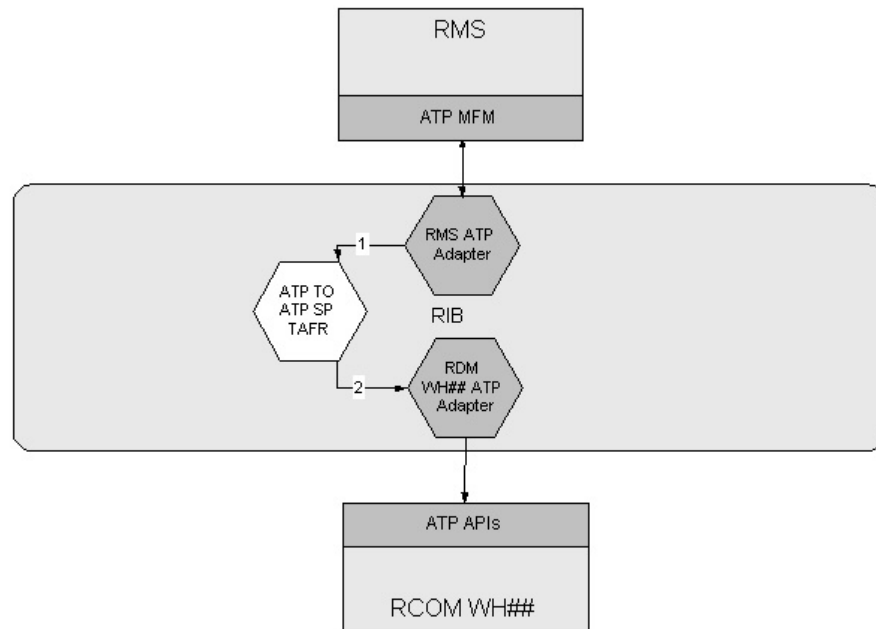 RMS
ATP MFM
RMS ATP
Adapter
1
ATP TO
ATP SP
TAFR
RIB
RDM
WH## ATP
Adapter
2
ATP APIs
RCOM WH##